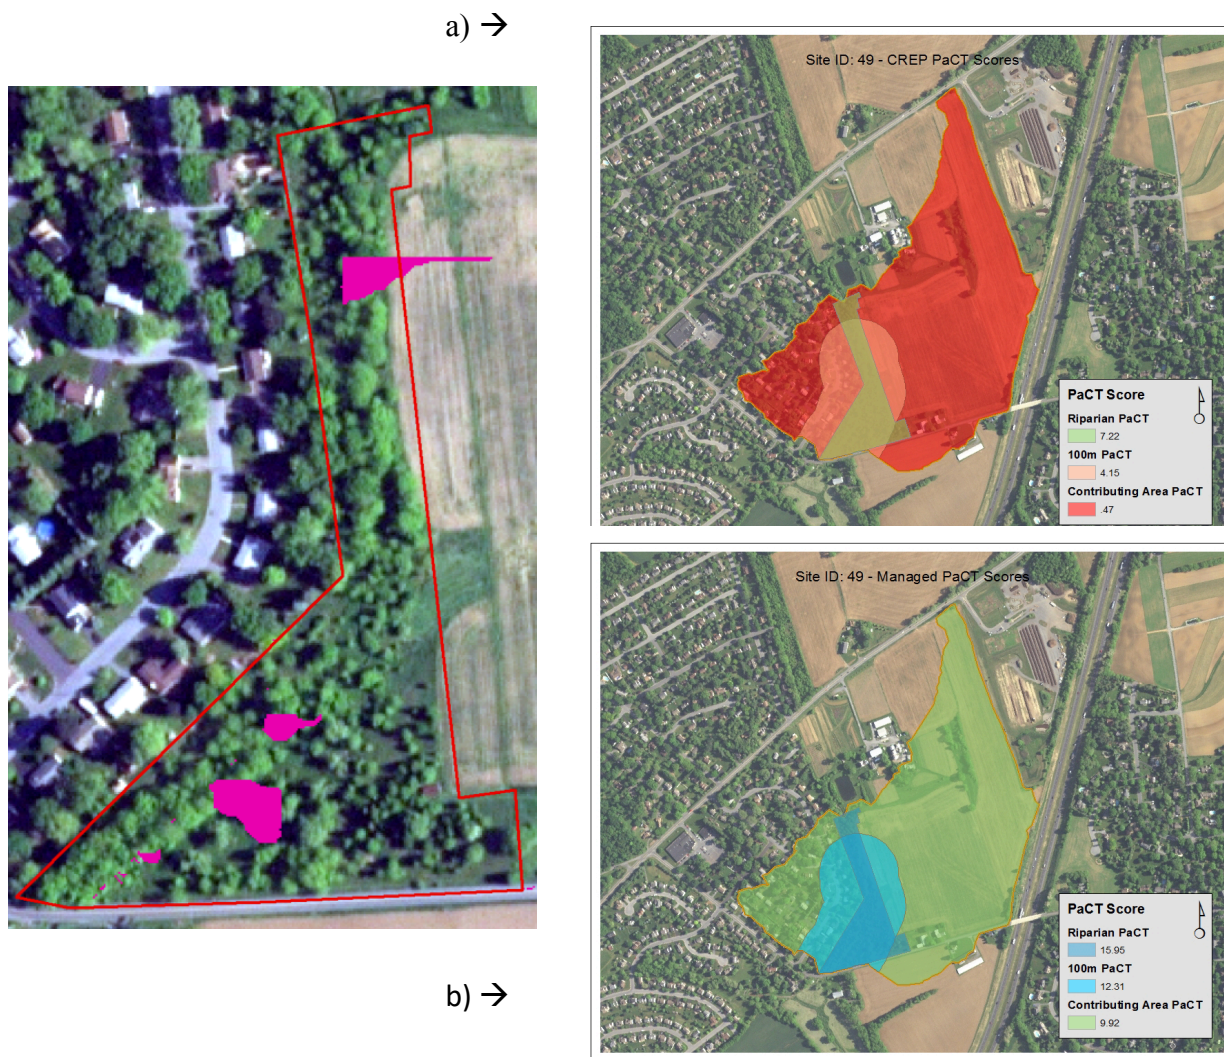 a) →
Site ID: 49 - CREP PaCT Scores
PaCT Score
Riparian PaCT
7.22
100m PaCT
4.15
Contributing Area PaCT
.47
Site ID: 49 - Managed PaCT Scores
PaCT Score
Riparian PaCT
15.95
100m PaCT
12.31
Contributing Area PaCT
9.92
b) →